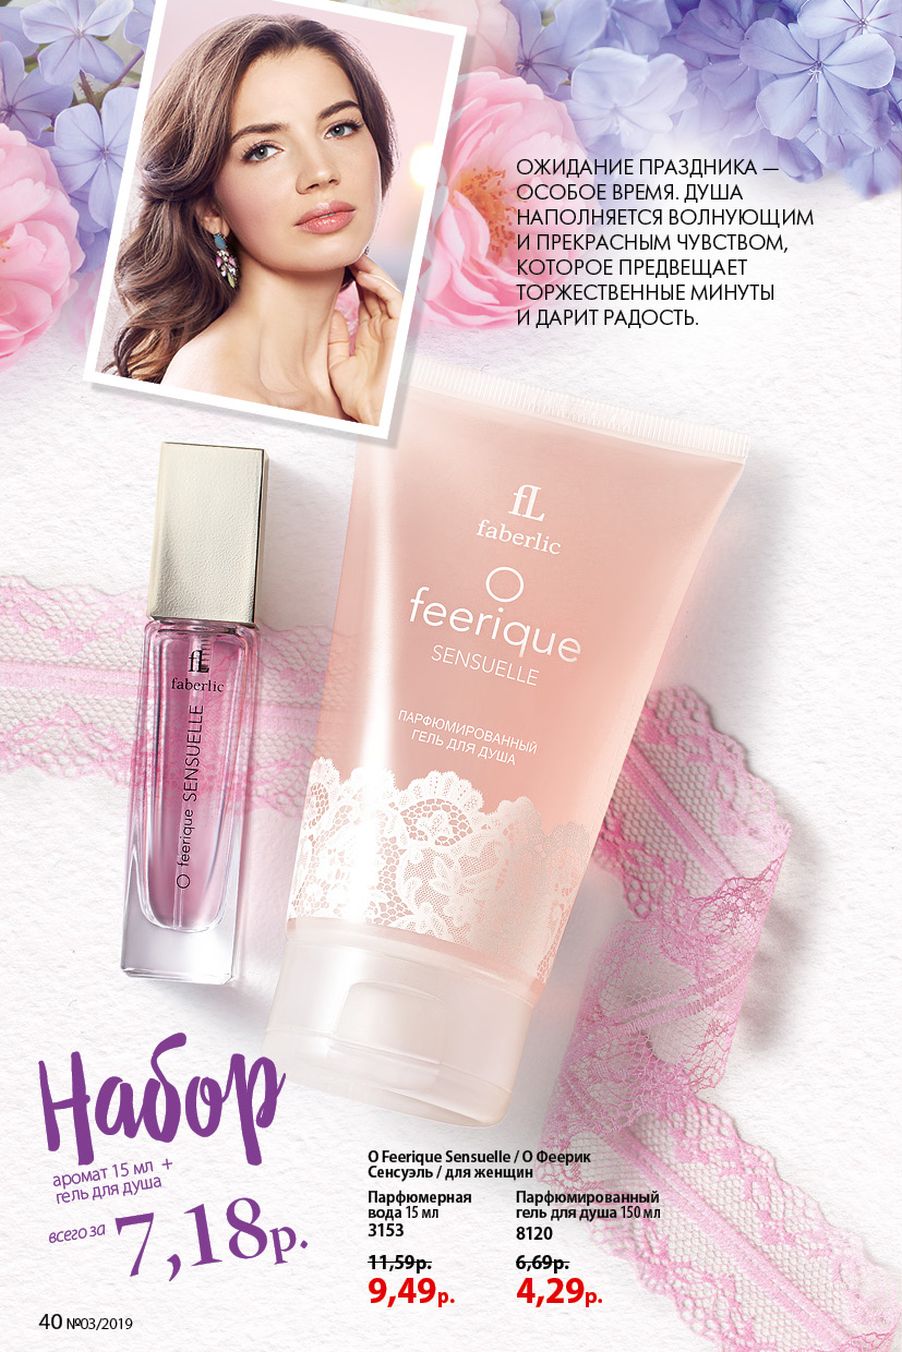 ОЖИДАНИЕ ПРАЗДНИКА —
ОСОБОЕ ВРЕМЯ. ДУША
НАПОЛНЯЕТСЯ ВОЛНУЮЩИМ
И ПРЕКРАСНЫМ ЧУВСТВОМ,
КОТОРОЕ ПРЕДВЕЩАЕТ
ТОРЖЕСТВЕННЫЕ МИНУТЫ
И ДАРИТ РАДОСТЬ.
fL
faberlic
O
feerique
SENSUELLE
ПАРФЮМИРОВАННЫЙ
ГЕЛЬ ДЛЯ ДУША
fL
faberlic
O feerique SENSUELLE
Набор
аромат 15 мл +
гель для душа
всего за 7,18р.
O Feerique Sensuelle / О Феерик
Сенсуэль / для женщин
Парфюмерная
вода 15 мл
3153
11,59р.
9,49р.
Парфюмированный
гель для душа 150 мл
8120
6,69р.
4,29р.
40 №03/2019